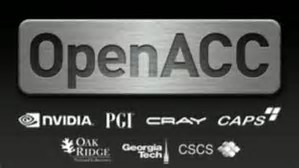 OpenACC
NVIDIA. PGI CRAY CAPS
OAK RIDGE Georgia Tech CSCS